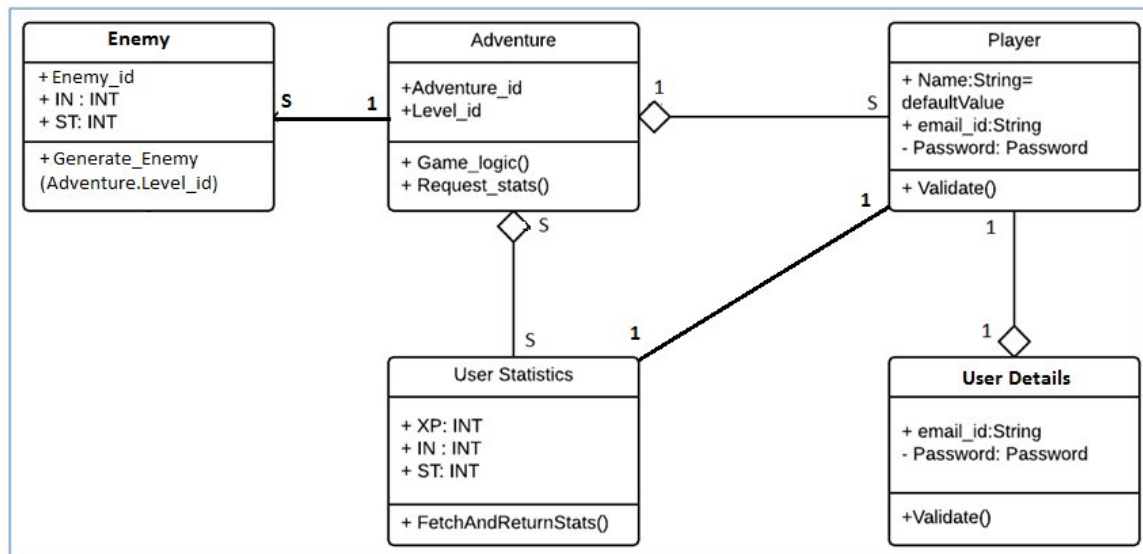 Enemy
+ Enemy_id
+ IN : INT
+ ST: INT
+ Generate_Enemy
(Adventure.Level_id)
S
1
Adventure
+Adventure_id
+Level_id
+ Game_logic()
+ Request_stats()
1
S
Player
+ Name:String=
defaultValue
+ email_id:String
- Password: Password
+ Validate()
S
1
1
S
1
1
User Statistics
+ XP: INT
+ IN : INT
+ ST: INT
+ FetchAndReturnStats()
User Details
+ email_id:String
- Password: Password
+Validate()